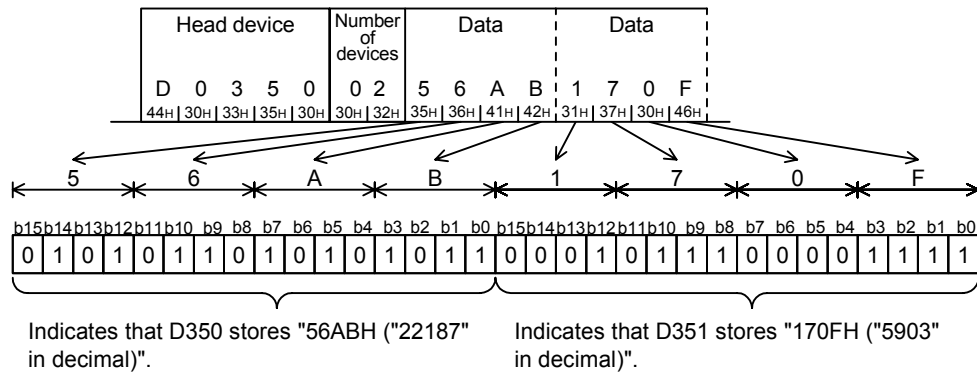 Head device Number of devices Data Data
D 0 3 5 0 0 2 5 6 A B 1 7 0 F
44H 30H 33H 35H 30H 30H 32H 35H 36H 41H 42H 31H 37H 30H 46H
5 6 A B 1 7 0 F
b15 b14 b13 b12 b11 b10 b9 b8 b7 b6 b5 b4 b3 b2 b1 b0 b15 b14 b13 b12 b11 b10 b9 b8 b7 b6 b5 b4 b3 b2 b1 b0
0 1 0 1 0 1 1 0 1 0 1 0 1 0 1 1 0 0 0 1 0 1 1 1 0 0 0 0 1 1 1 1
Indicates that D350 stores "56ABH ("22187"
in decimal)".
Indicates that D351 stores "170FH ("5903"
in decimal)".